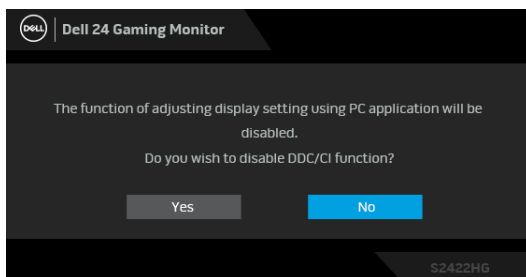 DELL
Dell 24 Gaming Monitor
The function of adjusting display setting using PC application will be
disabled.
Do you wish to disable DDC/CI function?
Yes
No
S2422HG